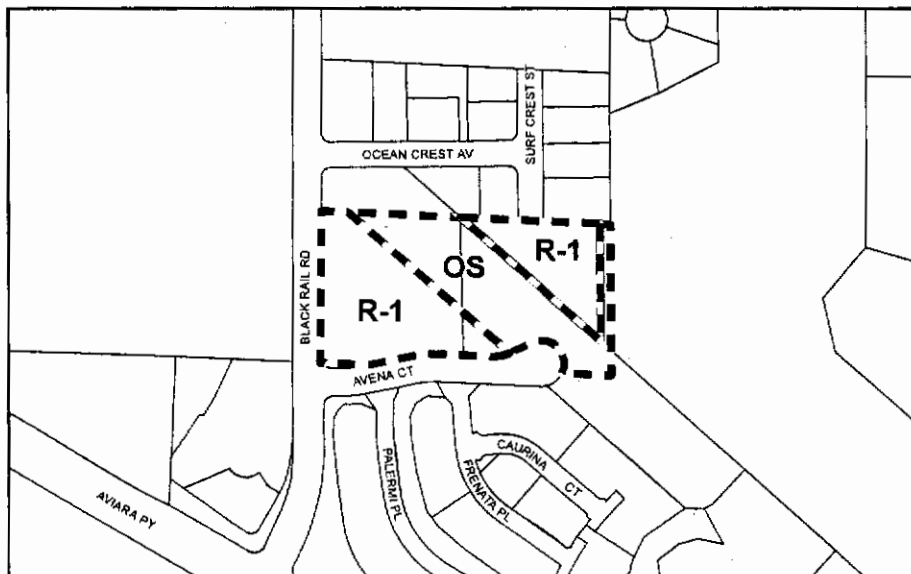 SURF CREST ST
OCEAN CREST AV
BLACK RAIL RD
R-1
OS
R-1
AVENA CT
CAURINA CT
PALERMI PL
FRENATA PL
AVIARA PY